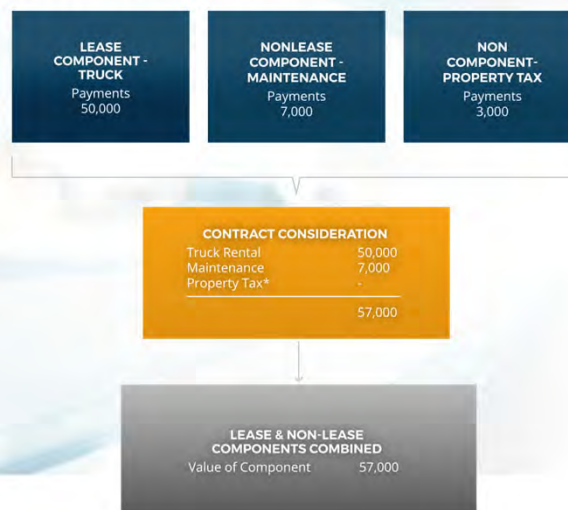 LEASE
COMPONENT -
TRUCK
Payments
50,000
NONLEASE
COMPONENT -
MAINTENANCE
Payments
7,000
NON
COMPONENT-
PROPERTY TAX
Payments
3,000
CONTRACT CONSIDERATION
Truck Rental 50,000
Maintenance 7,000
Property Tax* -
57,000
LEASE & NON-LEASE
COMPONENTS COMBINED
Value of Component 57,000